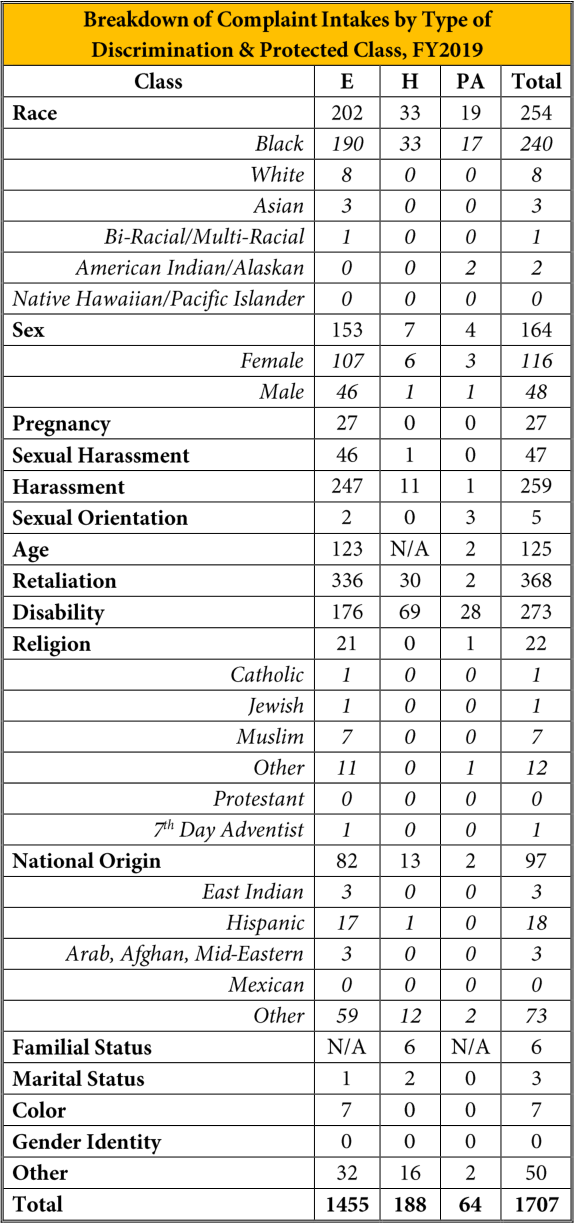 Breakdown of Complaint Intakes by Type of
Discrimination & Protected Class, FY2019
Class E H PA Total
Race 202 33 19 254
Black 190 33 17 240
White 8 0 0 8
Asian 3 0 0 3
Bi-Racial/Multi-Racial 1 0 0 1
American Indian/Alaskan 0 0 2 2
Native Hawaiian/Pacific Islander 0 0 0 0
Sex 153 7 4 164
Female 107 6 3 116
Male 46 1 1 48
Pregnancy 27 0 0 27
Sexual Harassment 46 1 0 47
Harassment 247 11 1 259
Sexual Orientation 2 0 3 5
Age 123 N/A 2 125
Retaliation 336 30 2 368
Disability 176 69 28 273
Religion 21 0 1 22
Catholic 1 0 0 1
Jewish 1 0 0 1
Muslim 7 0 0 7
Other 11 0 1 12
Protestant 0 0 0 0
7th Day Adventist 1 0 0 1
National Origin 82 13 2 97
East Indian 3 0 0 3
Hispanic 17 1 0 18
Arab, Afghan, Mid-Eastern 3 0 0 3
Mexican 0 0 0 0
Other 59 12 2 73
Familial Status N/A 6 N/A 6
Marital Status 1 2 0 3
Color 7 0 0 7
Gender Identity 0 0 0 0
Other 32 16 2 50
Total 1455 188 64 1707